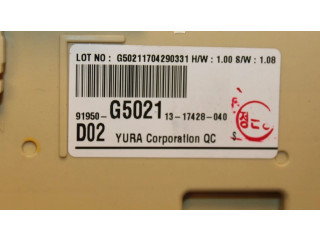 LOT NO : G50211704290331 H/W : 1.00 S/W : 1.08
91950-G5021 13-17428-040
D02 YURA Corporation QC S